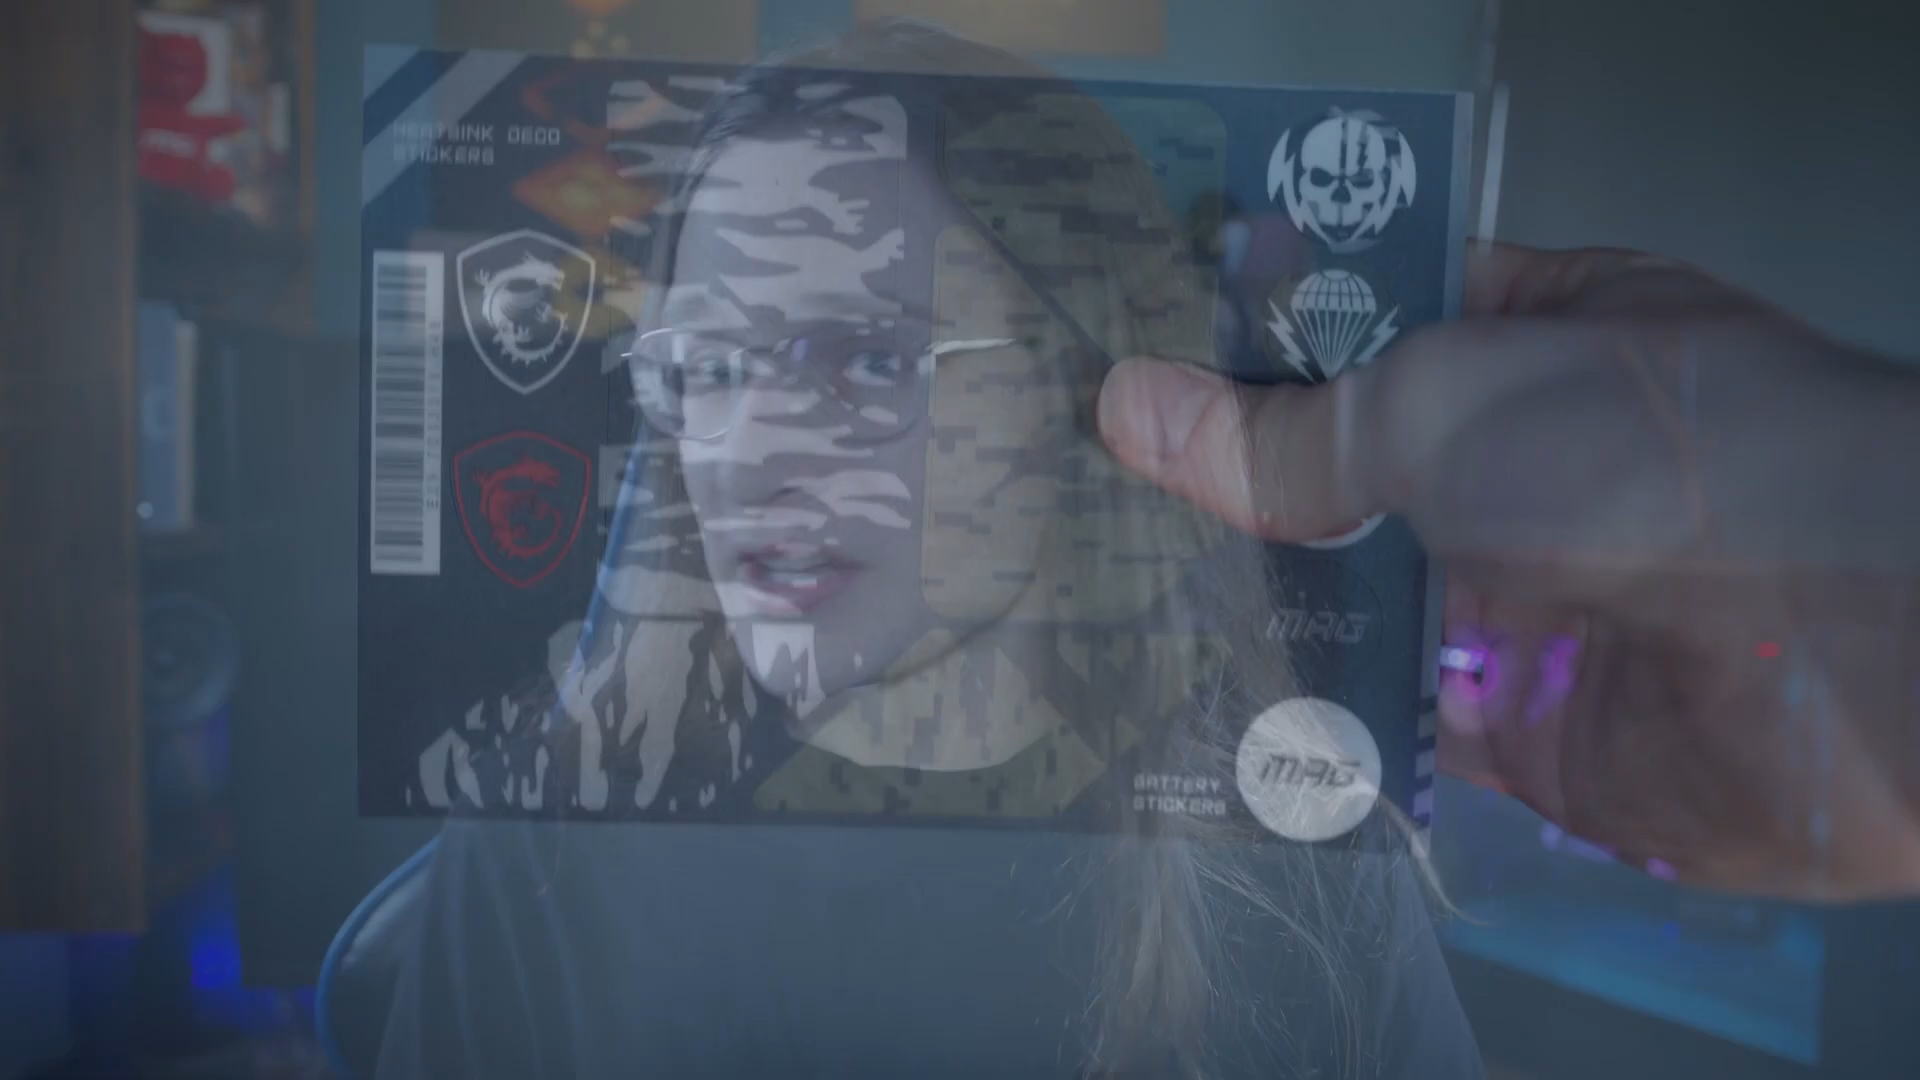 HEATSINK DECO
STICKERS
MAG
BATTERY
STICKERS
MAG